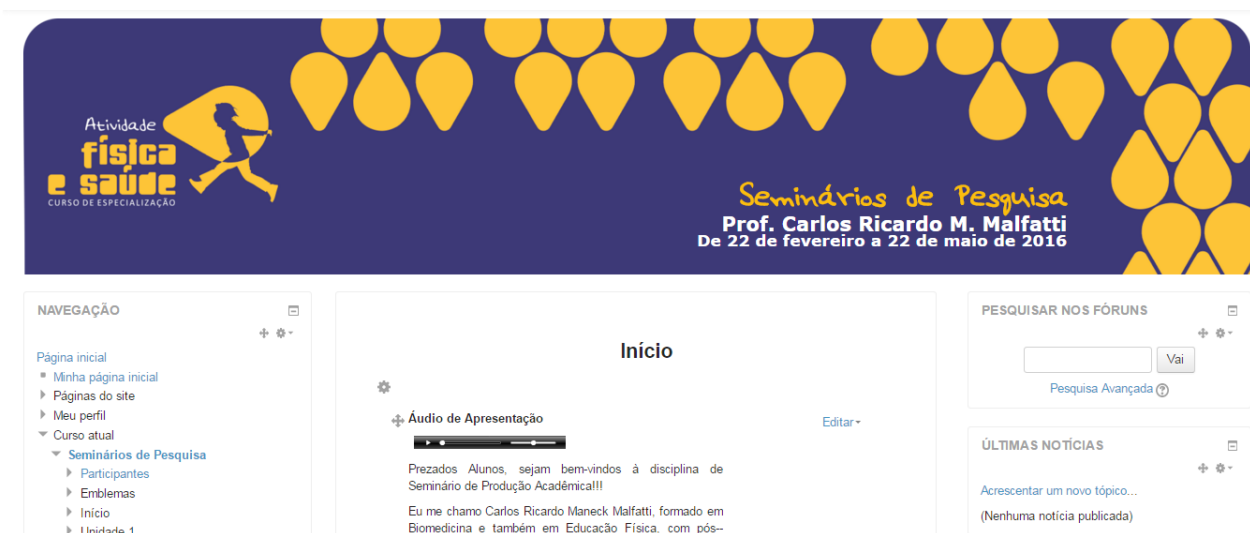 Atividade
física
e saúde
CURSO DE ESPECIALIZAÇÃO
Seminários de Pesquisa
Prof. Carlos Ricardo M. Malfatti
De 22 de fevereiro a 22 de maio de 2016
NAVEGAÇÃO
Página inicial
Minha página inicial
Páginas do site
Meu perfil
Curso atual
Seminários de Pesquisa
Participantes
Emblemas
Início
Unidade 1
Início
Áudio de Apresentação
Editar
Prezados Alunos, sejam bem-vindos à disciplina de
Seminário de Produção Acadêmica!!!
Eu me chamo Carlos Ricardo Maneck Malfatti, formado em
Biomedicina e também em Educação Física, com pós--
PESQUISAR NOS FÓRUNS
Vai
Pesquisa Avançada ?
ÚLTIMAS NOTÍCIAS
Acrescentar um novo tópico...
(Nenhuma notícia publicada)